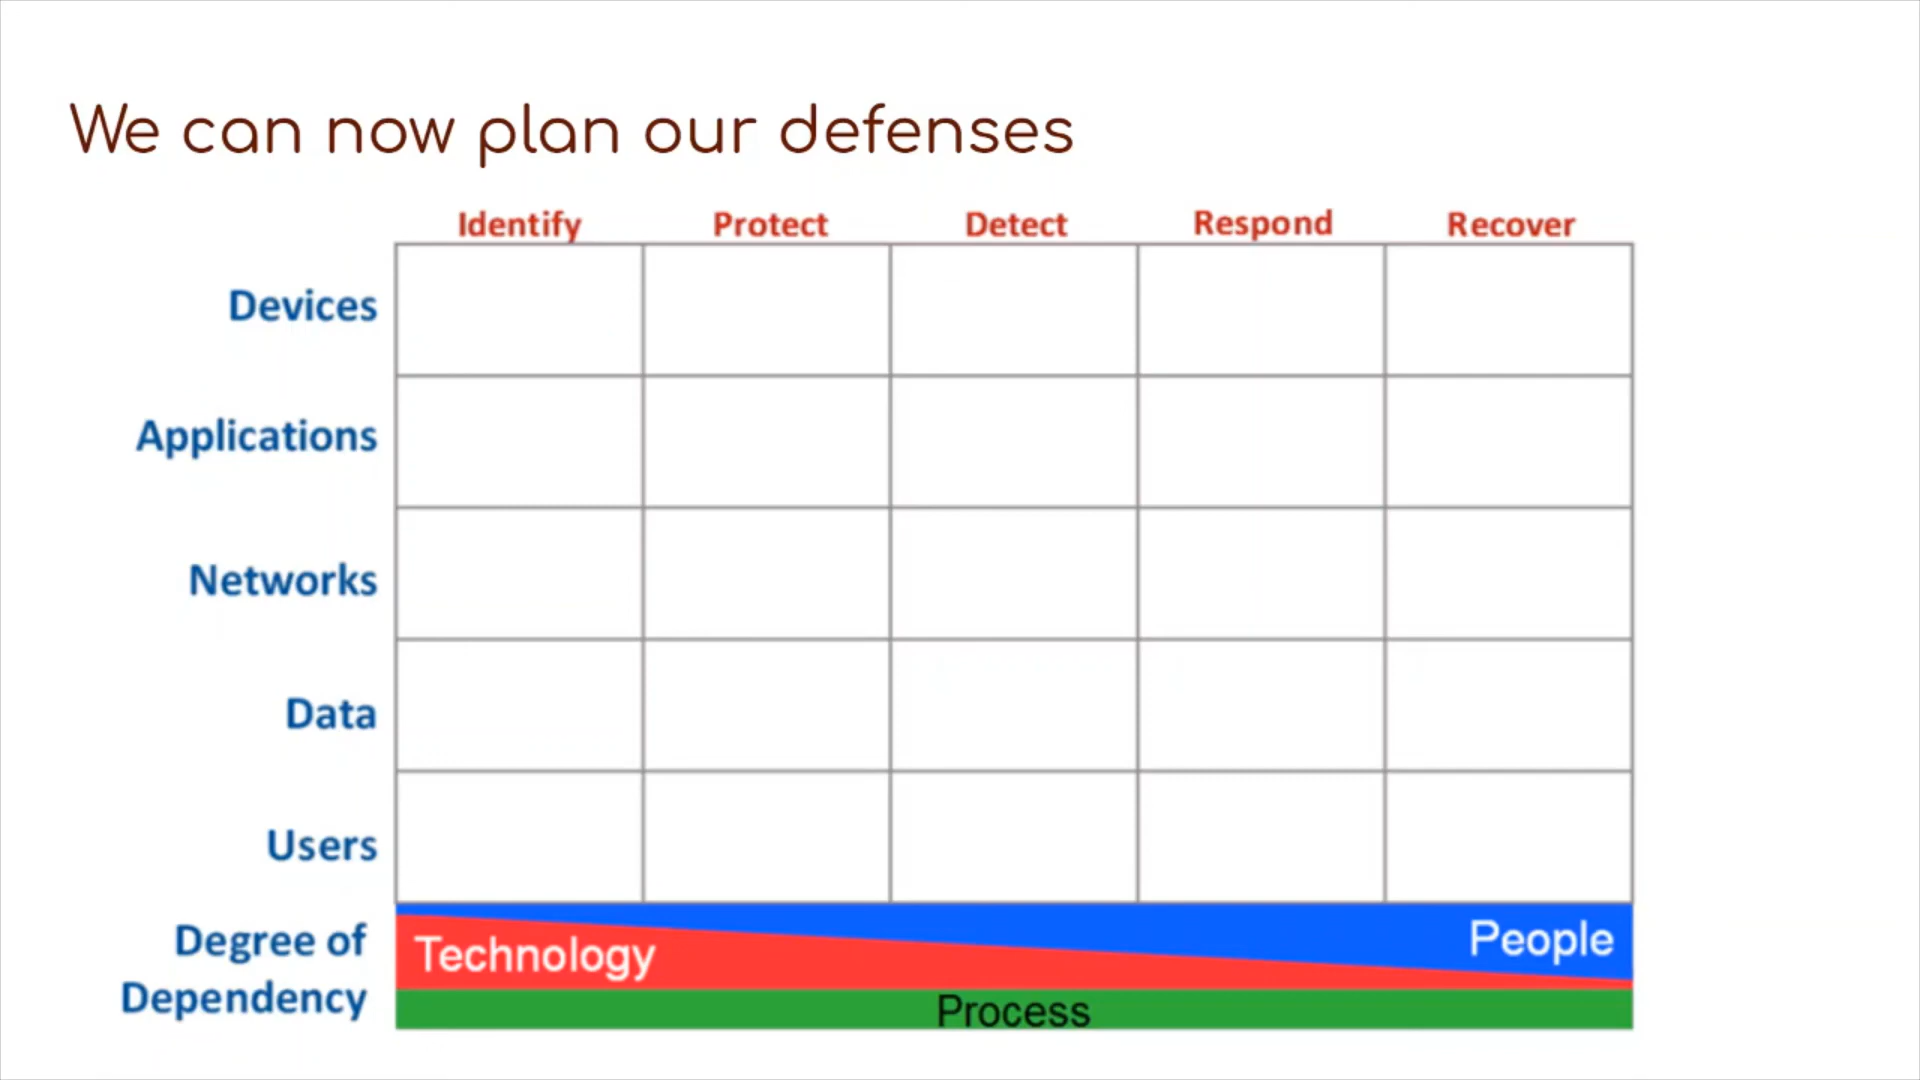 We can now plan our defenses
Identify Protect Detect Respond Recover
Devices
Applications
Networks
Data
Users
Degree of
Dependency
Technology
People
Process